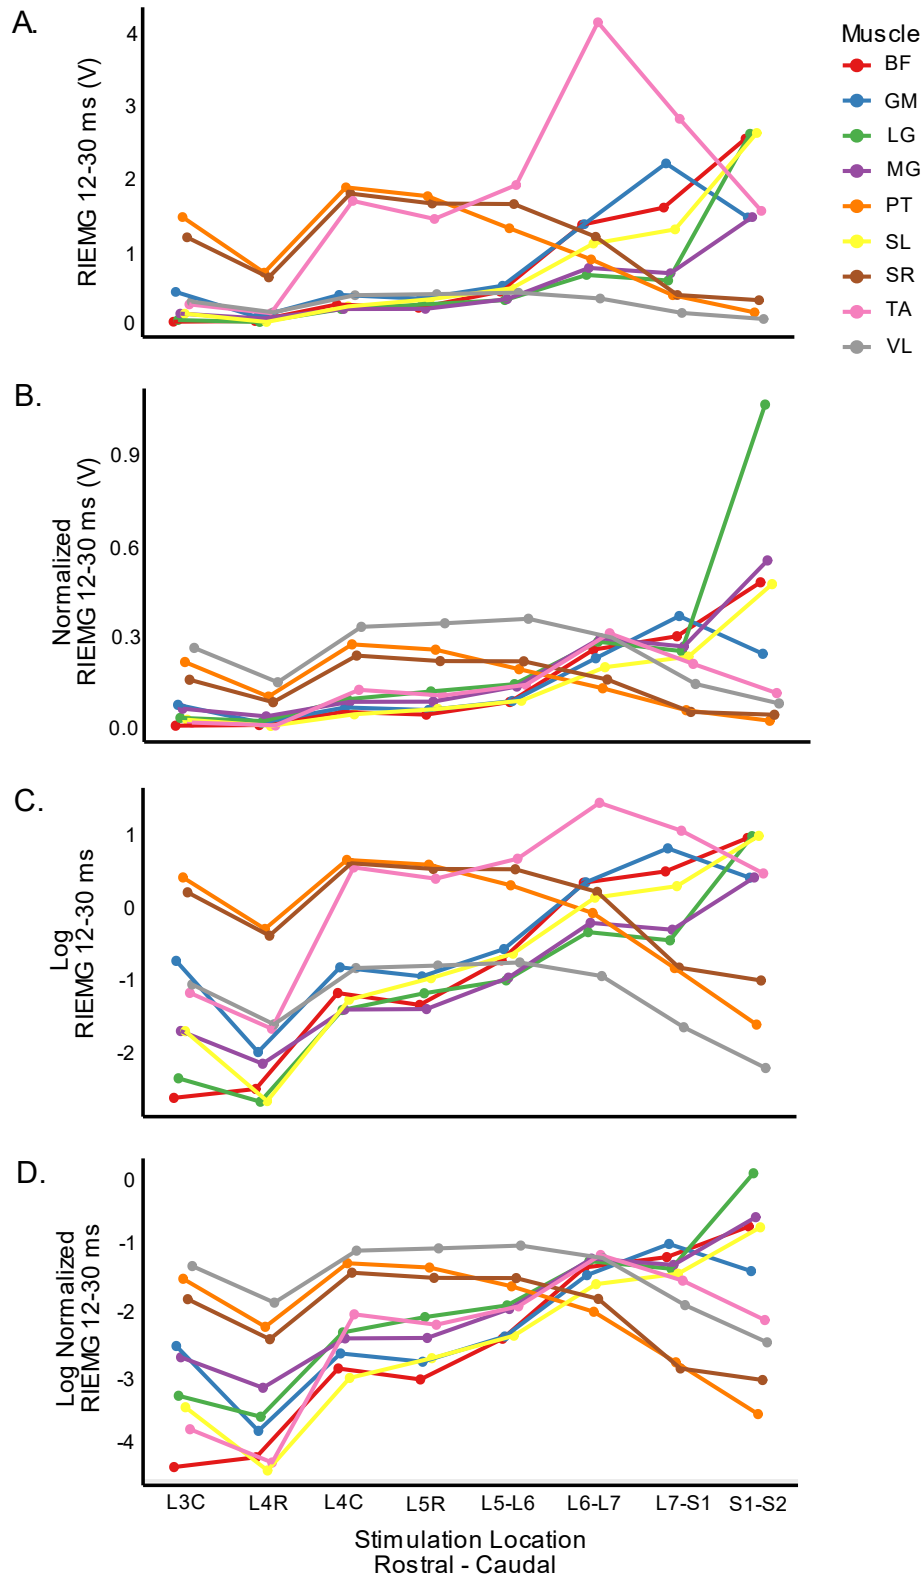 A.
RIEMG 12-30 ms (V)
4
3
2
1
0
Muscle
BF
GM
LG
MG
PT
SL
SR
TA
VL
B.
Normalized
RIEMG 12-30 ms (V)
0.9
0.6
0.3
0.0
C.
Log
RIEMG 12-30 ms
1
0
-1
-2
D.
Log Normalized
RIEMG 12-30 ms
0
-1
-2
-3
-4
L3C L4R L4C L5R L5-L6 L6-L7 L7-S1 S1-S2
Stimulation Location
Rostral - Caudal